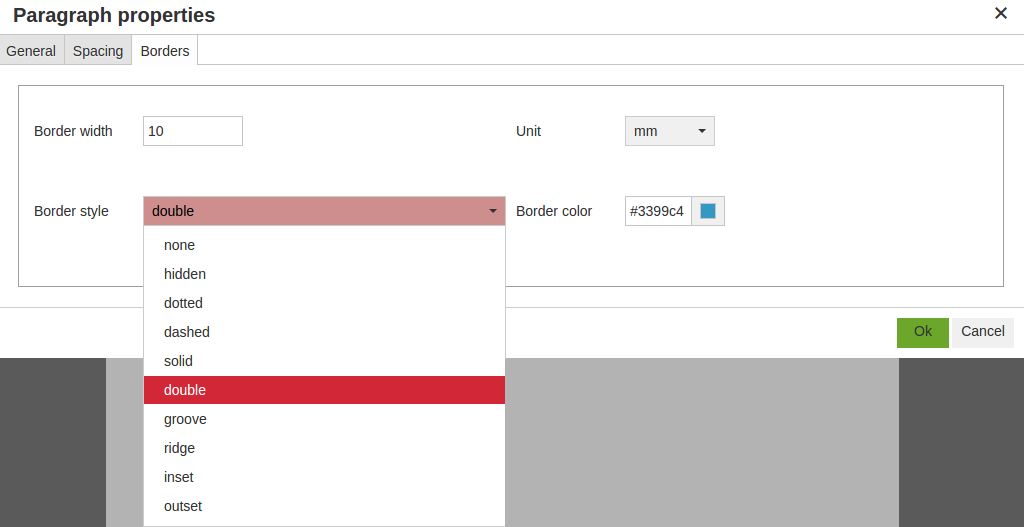 Paragraph properties ✕
General Spacing Borders
Border width 10 Unit mm
Border style double Border color #3399c4
none
hidden
dotted
dashed
solid
double
groove
ridge
inset
outset
Ok Cancel